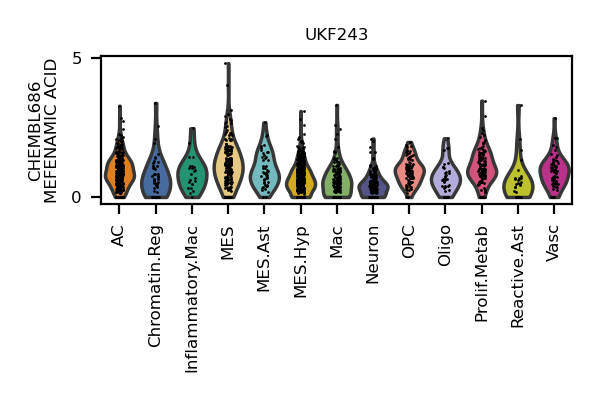 UKF243
CHEMBL686
MEFENAMIC ACID
5
0
AC
Chromatin.Reg
Inflammatory.Mac
MES
MES.Ast
MES.Hyp
Mac
Neuron
OPC
Oligo
Prolif.Metab
Reactive.Ast
Vasc